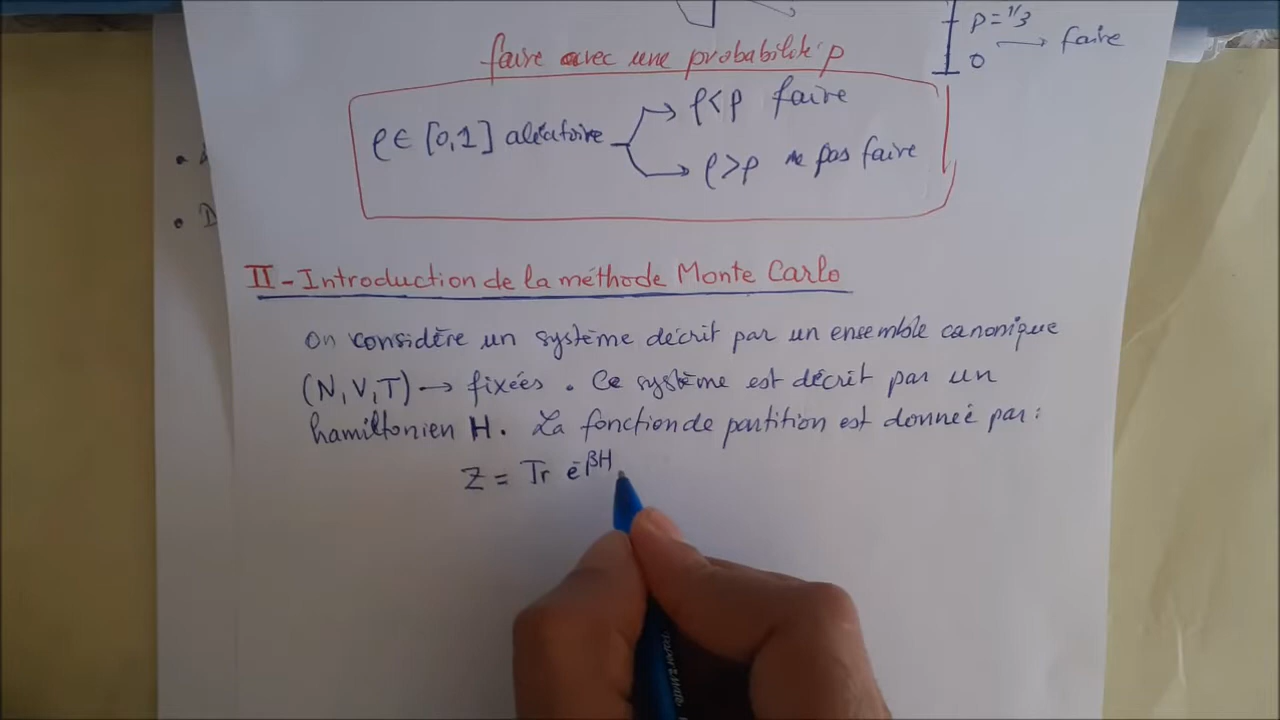 p = 1/3
0 → faire
faire avec une probabilité p
ρ ∈ [0,1] aléatoire
ρ < p faire
ρ > p ne pas faire
II - Introduction de la méthode Monte Carlo
On considère un système décrit par un ensemble canonique
(N,V,T) → fixées. Ce système est décrit par un
hamiltonien H. La fonction de partition est donneé par:
Z = Tr e^-βH